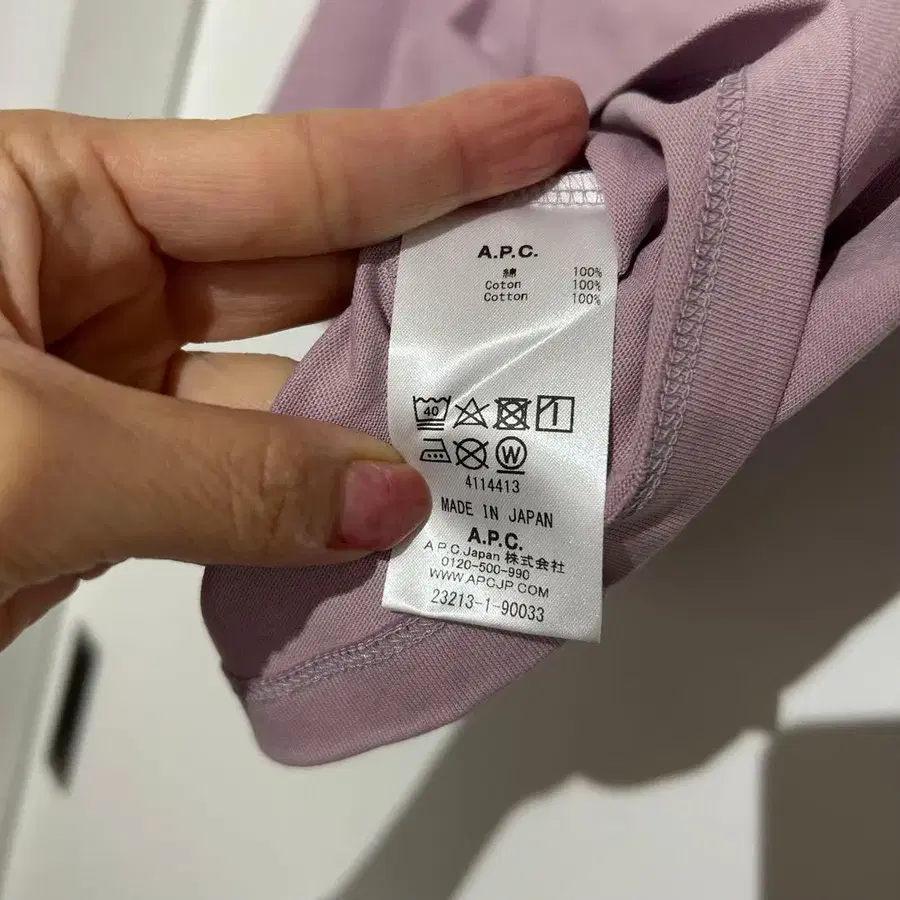 A.P.C.
綿 100%
Coton 100%
Cotton 100%
40
W
4114413
MADE IN JAPAN
A.P.C.
A.P.C.Japan 株式会社
0120-500-990
WWW.APCJP.COM
23213-1-90033